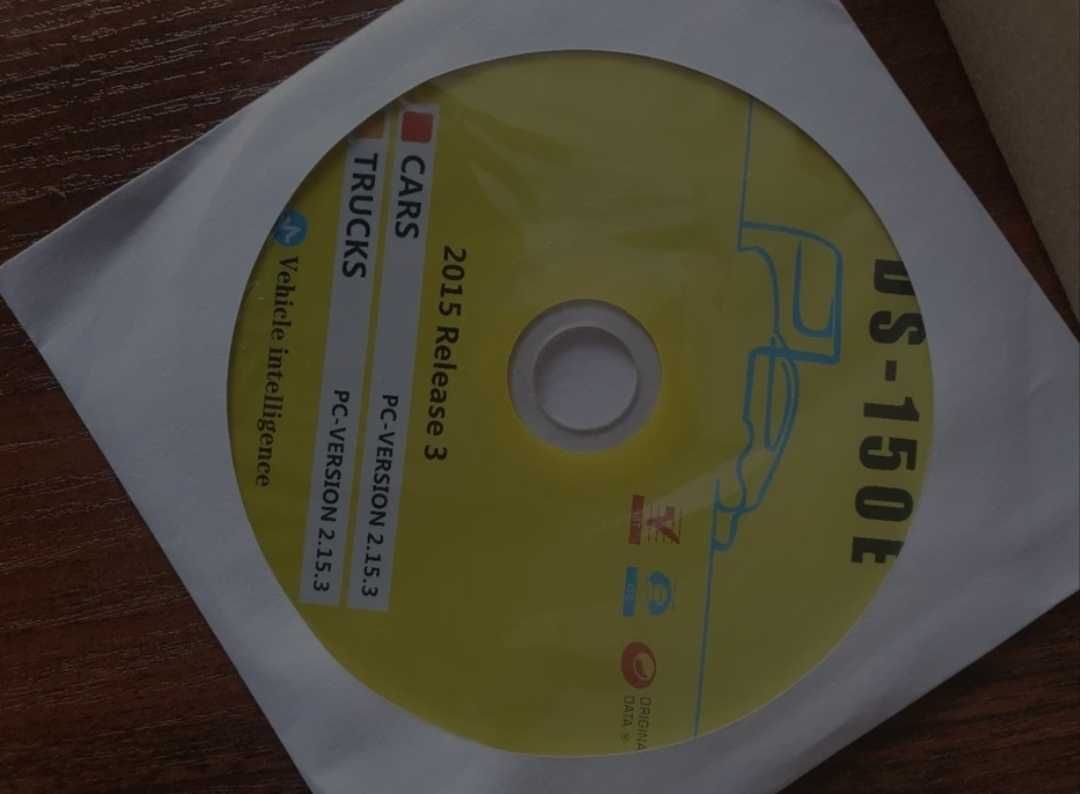 DS-150E
ORIGINA
DATA
2015 Release 3
CARS PC-VERSION 2.15.3
TRUCKS PC-VERSION 2.15.3
Vehicle intelligence